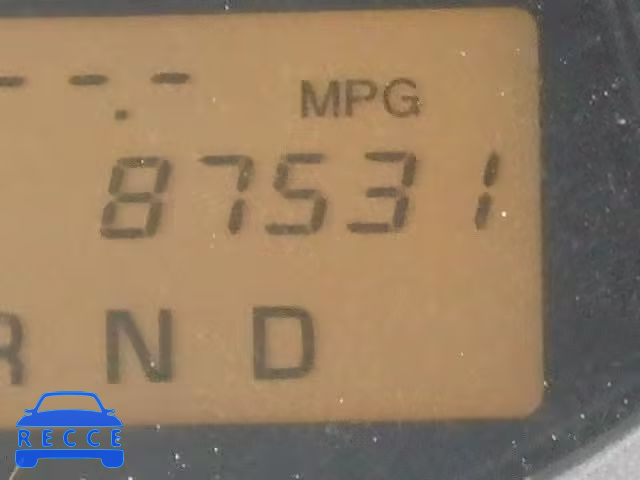 - -.-
MPG
87531
R N D
RECCE